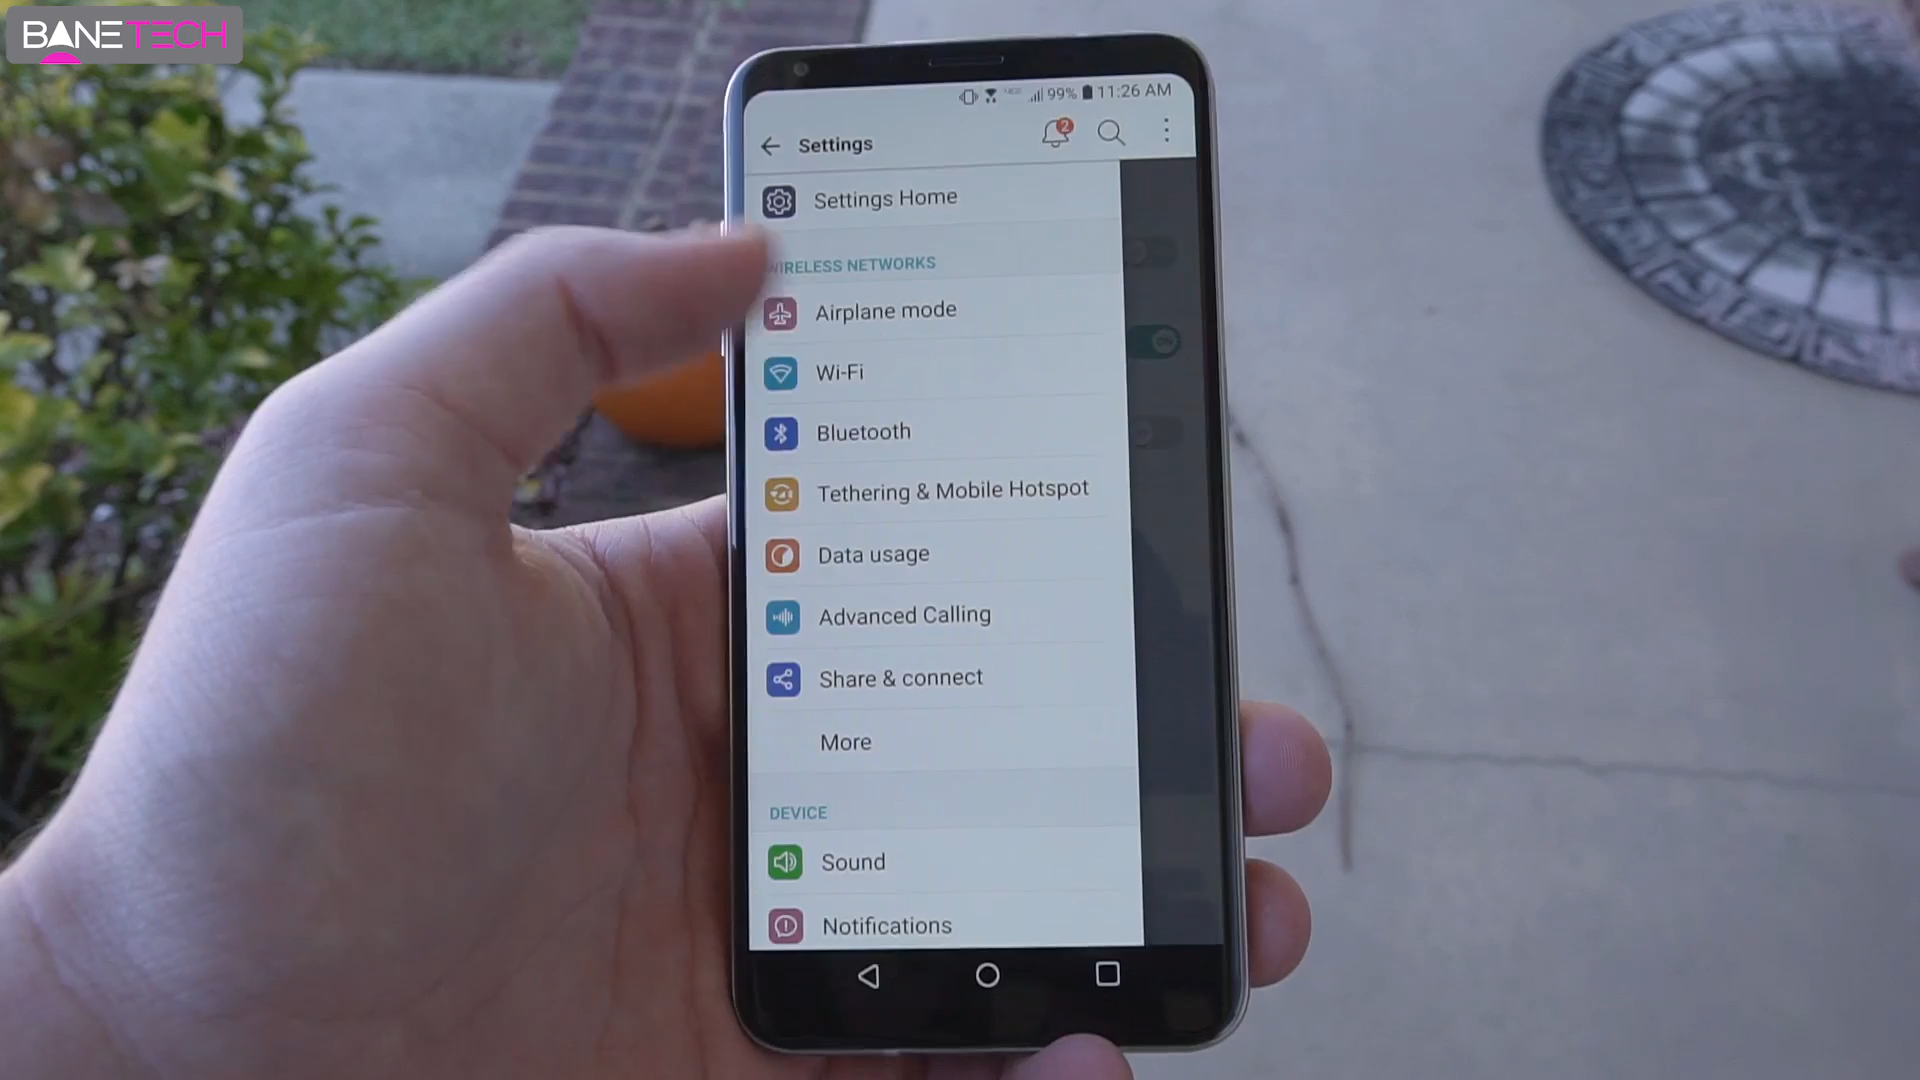 BANETECH
99% 11:26 AM
Settings
2
Settings Home
WIRELESS NETWORKS
Airplane mode
Wi-Fi
Bluetooth
Tethering & Mobile Hotspot
Data usage
Advanced Calling
Share & connect
More
DEVICE
Sound
Notifications